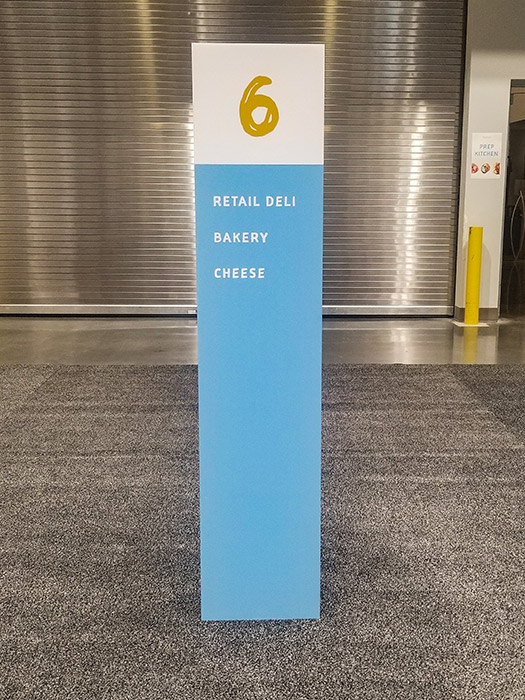 6
RETAIL DELI
BAKERY
CHEESE
PREP
KITCHEN